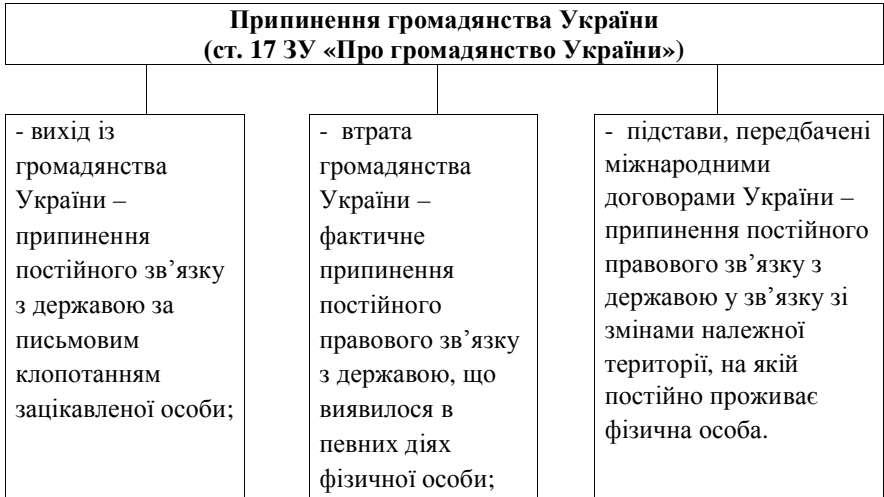 Припинення громадянства України
(ст. 17 ЗУ «Про громадянство України»)
- вихід із
громадянства
України –
припинення
постійного зв’язку
з державою за
письмовим
клопотанням
зацікавленої особи;
- втрата
громадянства
України –
фактичне
припинення
постійного
правового зв’язку
з державою, що
виявилося в
певних діях
фізичної особи;
- підстави, передбачені
міжнародними
договорами України –
припинення постійного
правового зв’язку з
державою у зв’язку зі
змінами належної
території, на якій
постійно проживає
фізична особа.